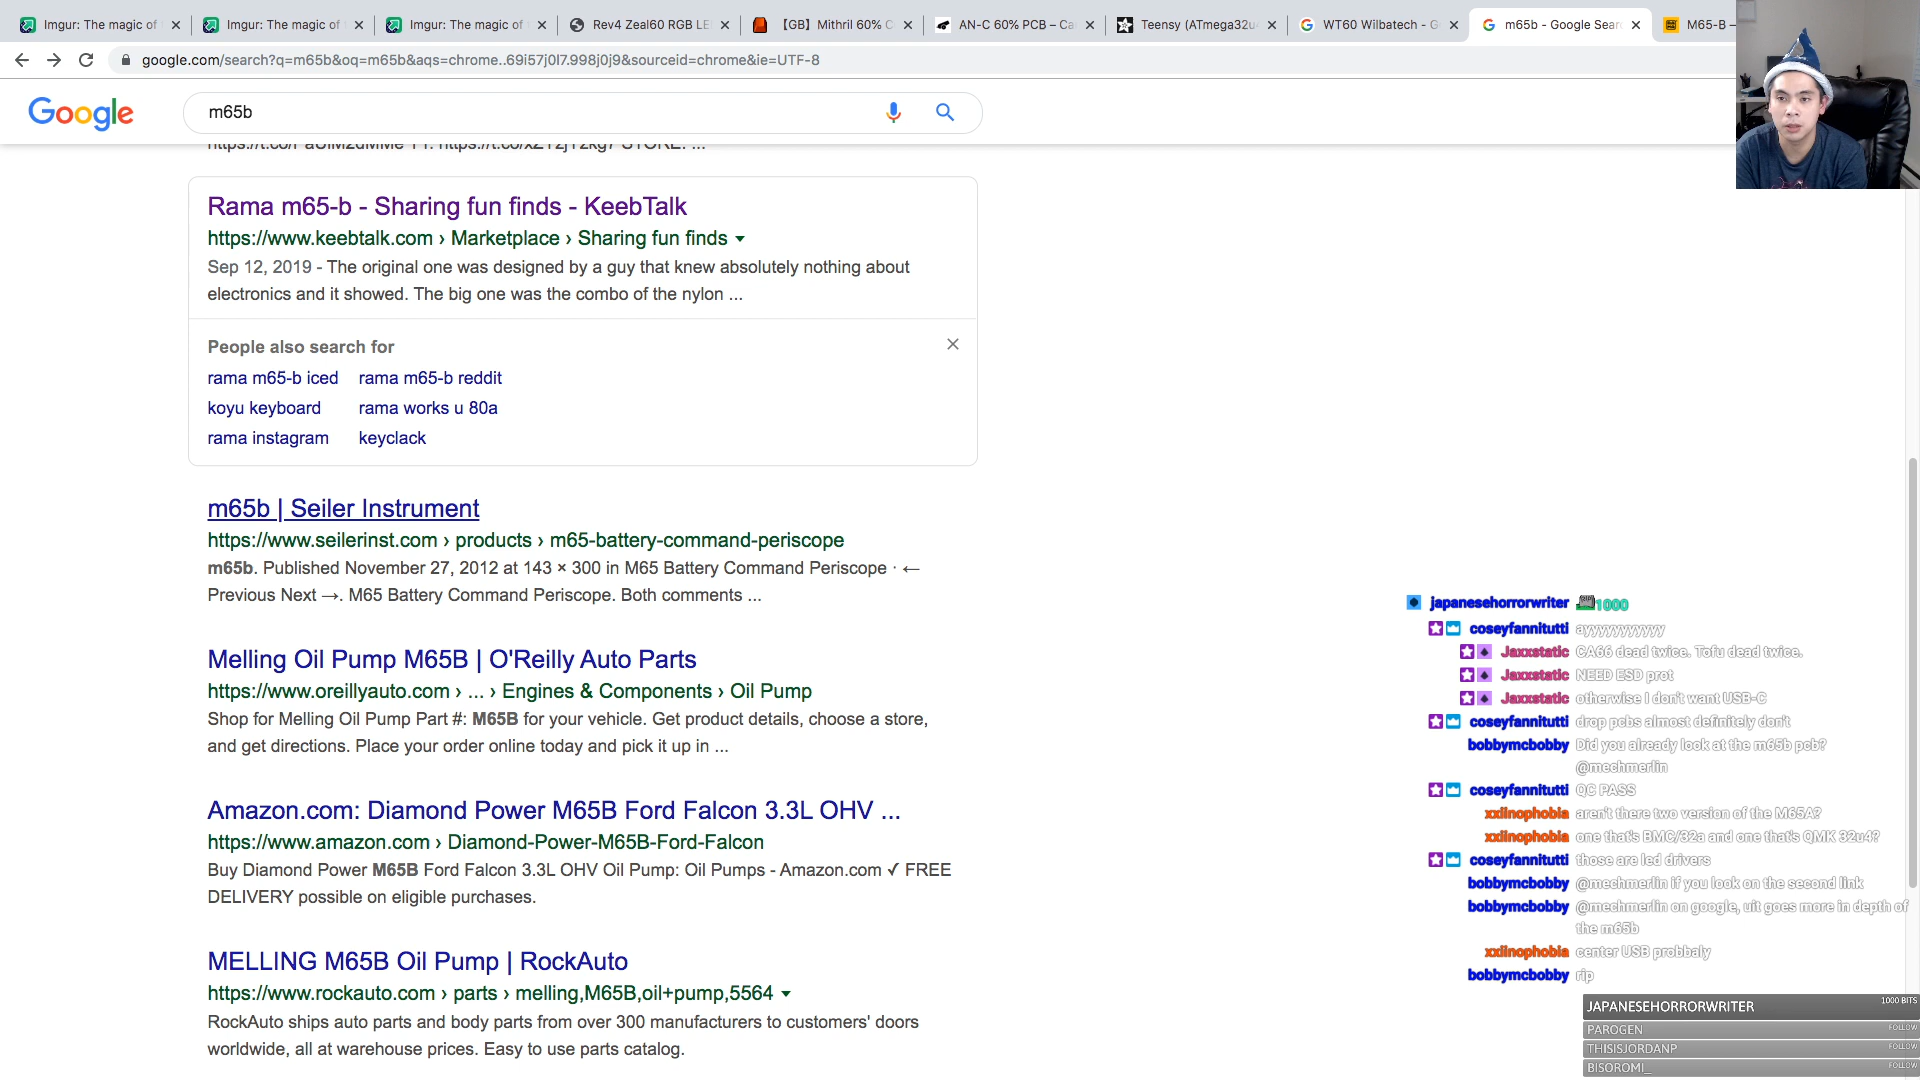 Imgur: The magic of
Imgur: The magic of
Imgur: The magic of
Rev4 Zeal60 RGB LE
【GB】Mithril 60% C
AN-C 60% PCB – Ca
Teensy (ATmega32u
WT60 Wilbatech - G
m65b - Google Sear
M65-B –
google.com/search?q=m65b&oq=m65b&aqs=chrome..69i57j0l7.998j0j9&sourceid=chrome&ie=UTF-8
Google
m65b
Rama m65-b - Sharing fun finds - KeebTalk
https://www.keebtalk.com › Marketplace › Sharing fun finds
Sep 12, 2019 - The original one was designed by a guy that knew absolutely nothing about
electronics and it showed. The big one was the combo of the nylon ...
People also search for
rama m65-b iced
rama m65-b reddit
koyu keyboard
rama works u 80a
rama instagram
keyclack
m65b | Seiler Instrument
https://www.seilerinst.com › products › m65-battery-command-periscope
m65b. Published November 27, 2012 at 143 × 300 in M65 Battery Command Periscope · ←
Previous Next →. M65 Battery Command Periscope. Both comments ...
Melling Oil Pump M65B | O'Reilly Auto Parts
https://www.oreillyauto.com › ... › Engines & Components › Oil Pump
Shop for Melling Oil Pump Part #: M65B for your vehicle. Get product details, choose a store,
and get directions. Place your order online today and pick it up in ...
Amazon.com: Diamond Power M65B Ford Falcon 3.3L OHV ...
https://www.amazon.com › Diamond-Power-M65B-Ford-Falcon
Buy Diamond Power M65B Ford Falcon 3.3L OHV Oil Pump: Oil Pumps - Amazon.com ✓ FREE
DELIVERY possible on eligible purchases.
MELLING M65B Oil Pump | RockAuto
https://www.rockauto.com › parts › melling,M65B,oil+pump,5564
RockAuto ships auto parts and body parts from over 300 manufacturers to customers' doors
worldwide, all at warehouse prices. Easy to use parts catalog.
japanesehorrorwriter 1000
coseyfannitutti ayyyyyyyyyyy
Jaxxstatic CA66 dead twice. Tofu dead twice.
Jaxxstatic NEED ESD prot
Jaxxstatic otherwise I don't want USB-C
coseyfannitutti drop pcbs almost definitely don't
bobbymcbobby Did you already look at the m65b pcb?
@mechmerlin
coseyfannitutti QC PASS
xxiinophobia aren't there two version of the M65A?
xxiinophobia one that's BMC/32a and one that's QMK 32u4?
coseyfannitutti those are led drivers
bobbymcbobby @mechmerlin if you look on the second link
bobbymcbobby @mechmerlin on google, uit goes more in depth of
the m65b
xxiinophobia center USB probbaly
bobbymcbobby rip
JAPANESEHORRORWRITER 1000 BITS
PAROGEN FOLLOW
THISISJORDANP FOLLOW
BISOROMI_ FOLLOW